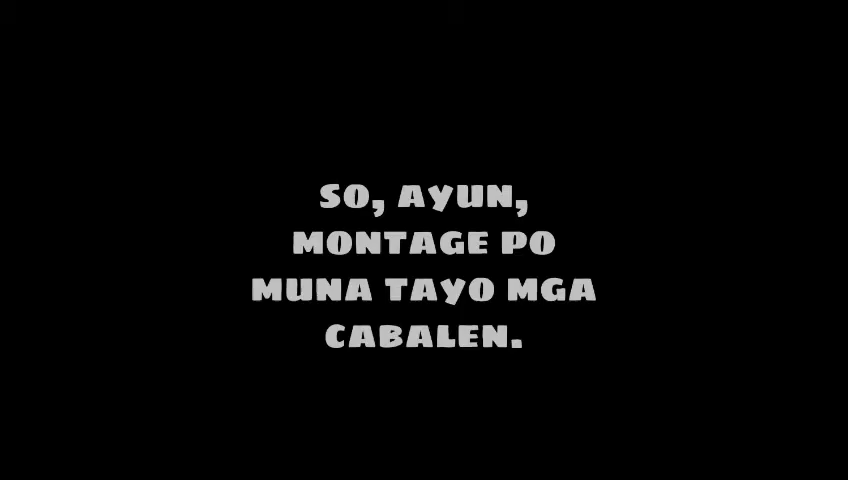 SO, AYUN,
MONTAGE PO
MUNA TAYO MGA
CABALEN.